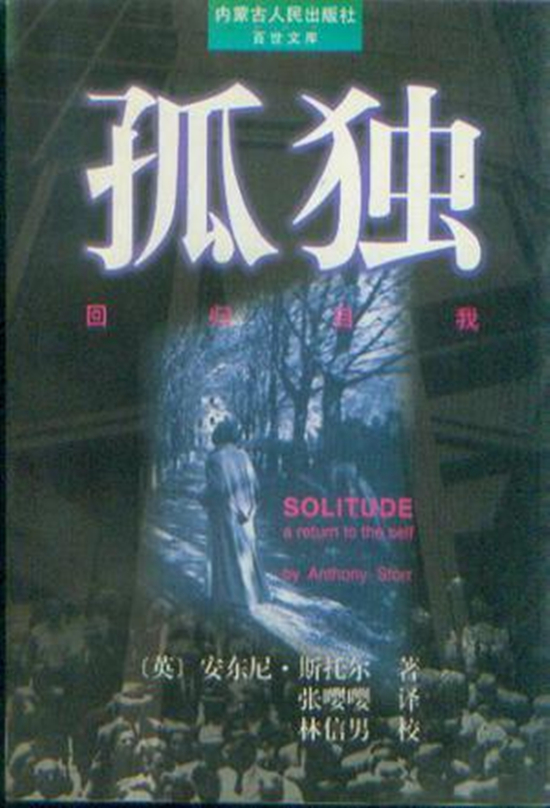 内蒙古人民出版社
百世文库
孤独
回归自我
SOLITUDE
a return to the self
by Anthony Storr
〔英〕安东尼·斯托尔 著
张嘤嘤 译
林信男 校